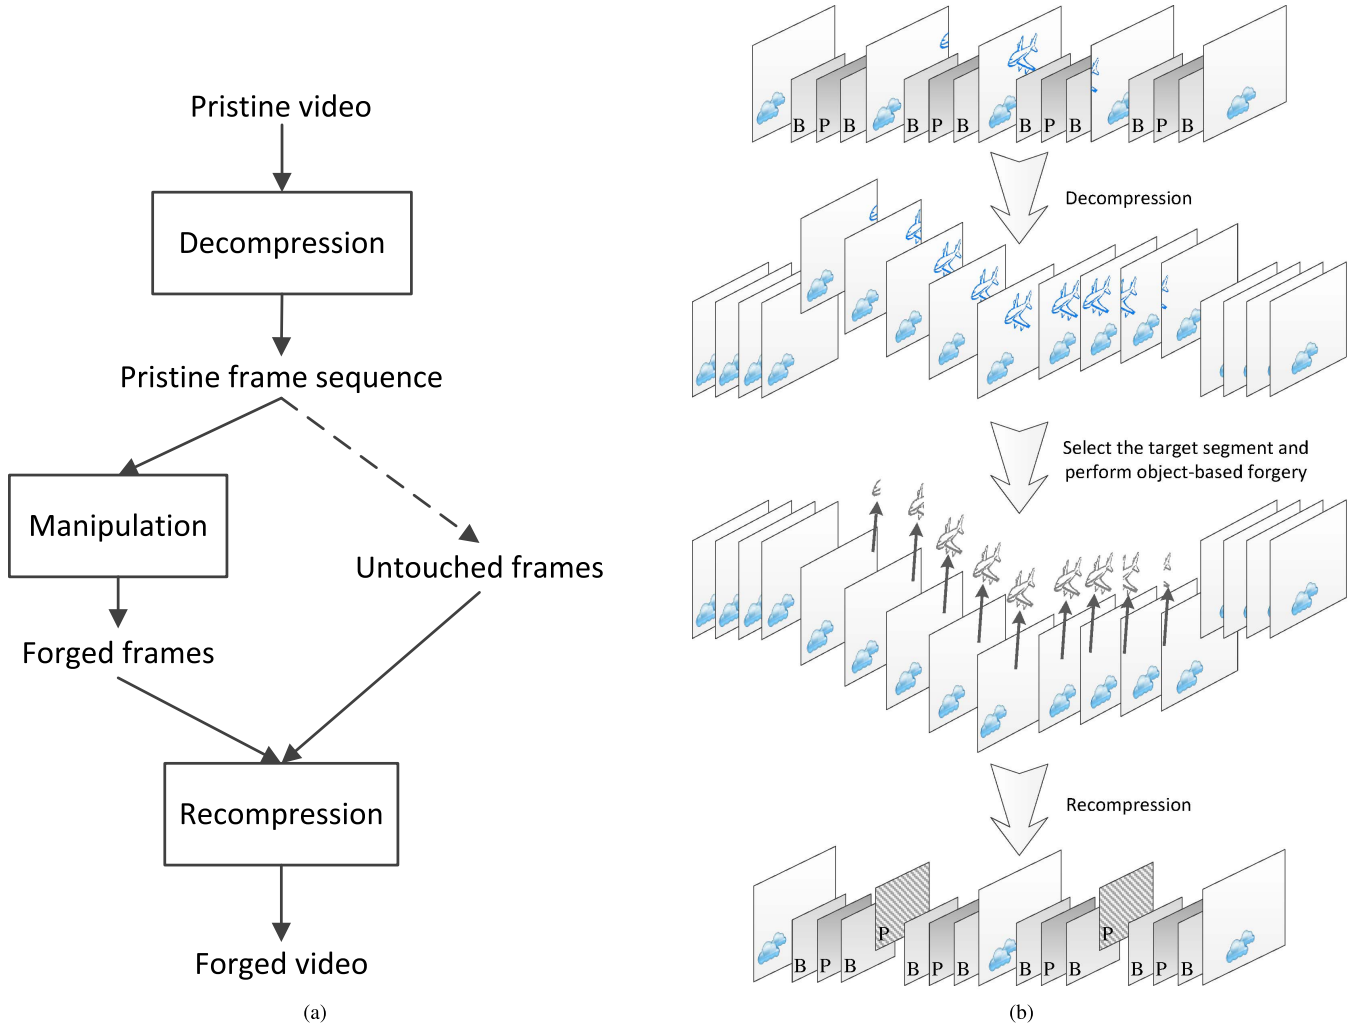 Pristine video
Decompression
Pristine frame sequence
Manipulation
Untouched frames
Forged frames
Recompression
Forged video
(a)
B P B B P B B P B B P B
Decompression
Select the target segment and
perform object-based forgery
Recompression
B P B P B P B B P B P B P B
(b)